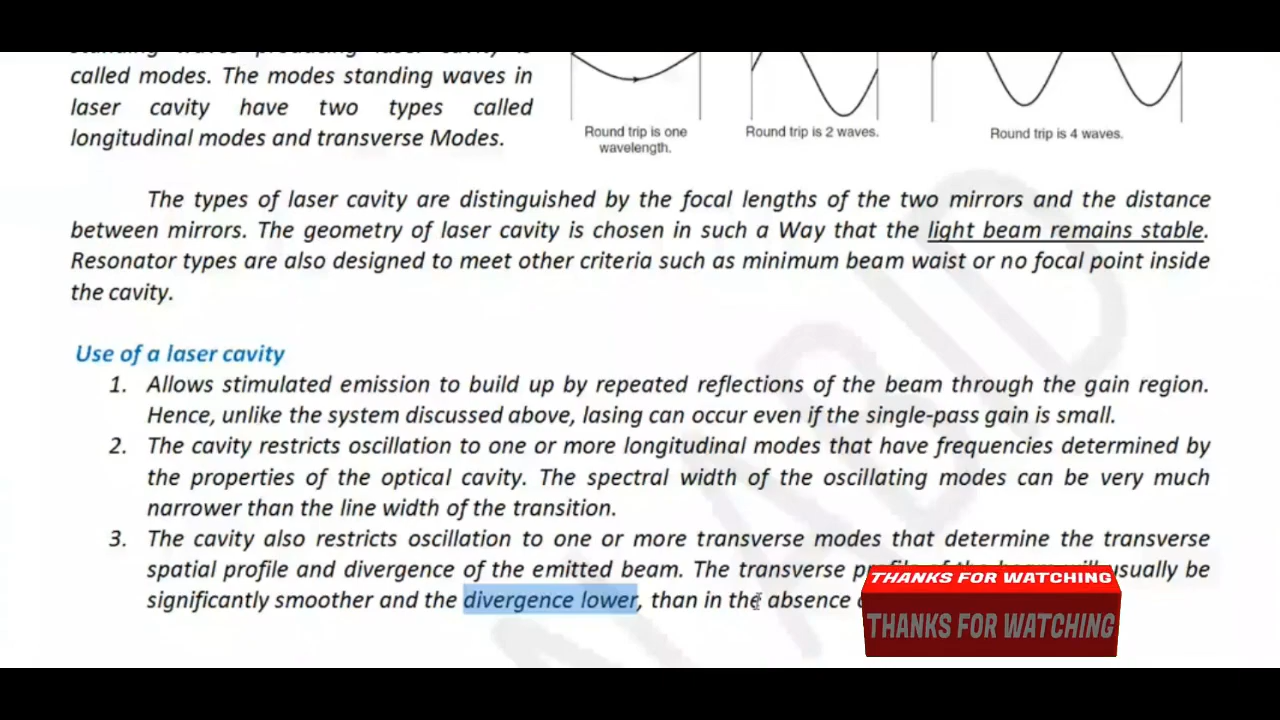 standing waves producing laser cavity is
called modes. The modes standing waves in
laser cavity have two types called
longitudinal modes and transverse Modes.
Round trip is one
wavelength.
Round trip is 2 waves.
Round trip is 4 waves.
The types of laser cavity are distinguished by the focal lengths of the two mirrors and the distance
between mirrors. The geometry of laser cavity is chosen in such a Way that the light beam remains stable.
Resonator types are also designed to meet other criteria such as minimum beam waist or no focal point inside
the cavity.
Use of a laser cavity
1. Allows stimulated emission to build up by repeated reflections of the beam through the gain region.
Hence, unlike the system discussed above, lasing can occur even if the single-pass gain is small.
2. The cavity restricts oscillation to one or more longitudinal modes that have frequencies determined by
the properties of the optical cavity. The spectral width of the oscillating modes can be very much
narrower than the line width of the transition.
3. The cavity also restricts oscillation to one or more transverse modes that determine the transverse
spatial profile and divergence of the emitted beam. The transverse profile of the beam will usually be
significantly smoother and the divergence lower, than in the absence
THANKS FOR WATCHING
THANKS FOR WATCHING